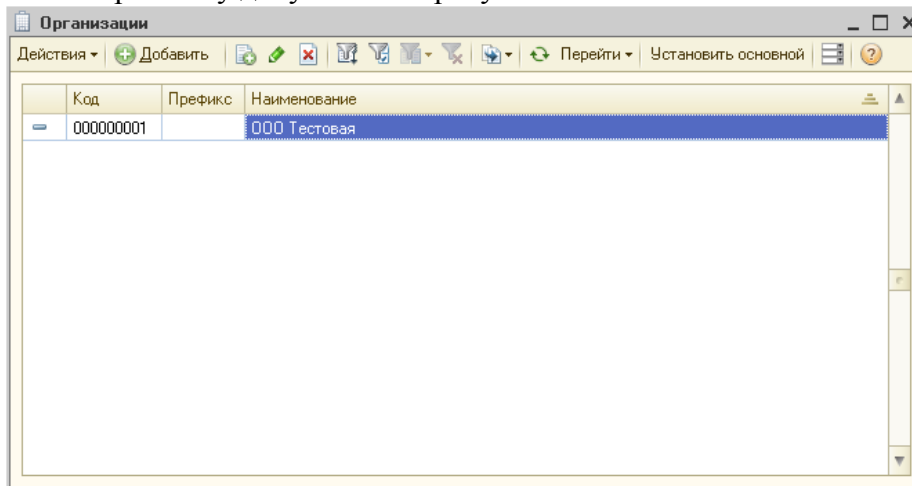 Организации
Действия Добавить Перейти Установить основной
Код Префикс Наименование
000000001 ООО Тестовая